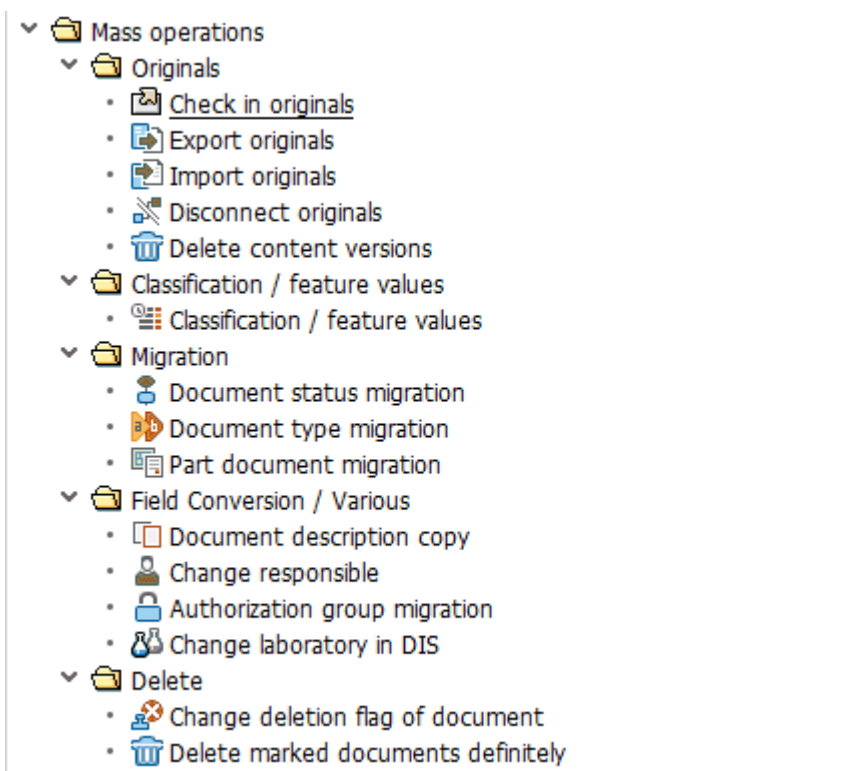 Mass operations
Originals
Check in originals
Export originals
Import originals
Disconnect originals
Delete content versions
Classification / feature values
Classification / feature values
Migration
Document status migration
Document type migration
Part document migration
Field Conversion / Various
Document description copy
Change responsible
Authorization group migration
Change laboratory in DIS
Delete
Change deletion flag of document
Delete marked documents definitely